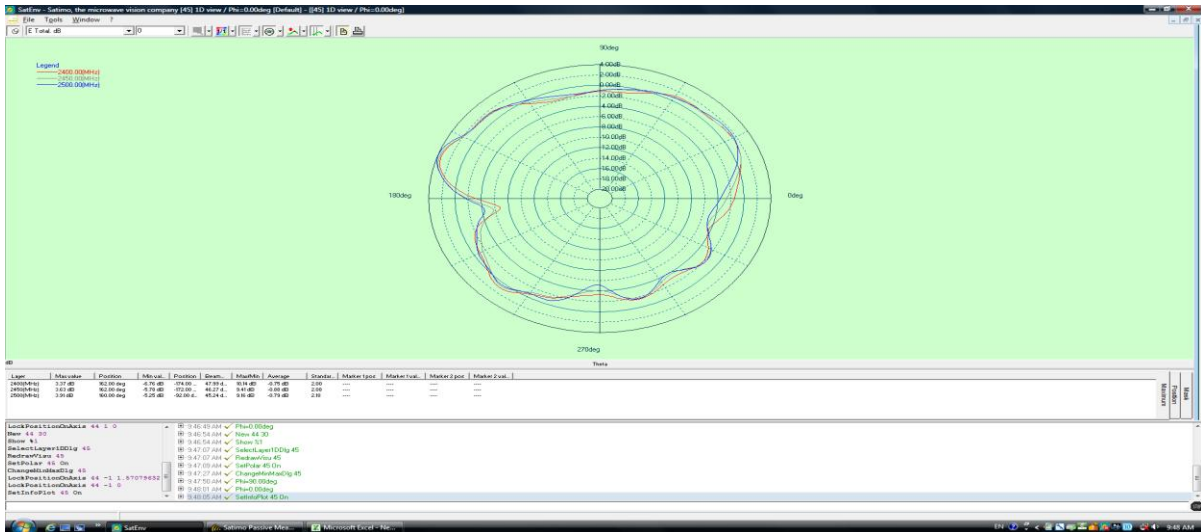 SatEnv - Satimo, the microwave vision company [45] 1D view / Phi=0.00deg [Default] - [[45] 1D view / Phi=0.00deg]
File Tools Window ?
E Total. dB 0
Legend
2400.00(MHz)
2450.00(MHz)
2500.00(MHz)
90deg
4.00dB
2.00dB
0.00dB
-2.00dB
-4.00dB
-6.00dB
-8.00dB
-10.00dB
-12.00dB
-14.00dB
-16.00dB
-18.00dB
-20.00dB
180deg
0deg
270deg
dB
Theta
Layer Max value Position Min val... Position Beam... Max/Min Average Standar... Marker 1 pos Marker 1 val... Marker 2 pos Marker 2 val...
2400(MHz) 3.37 dB 162.00 deg -6.76 dB -174.00 ... 47.99 d... 10.14 dB -0.75 dB 2.00 ---- ---- ---- ----
2450(MHz) 3.63 dB 162.00 deg -5.78 dB -172.00 ... 46.27 d... 9.41 dB 2.08 ---- ---- ---- ----
2500(MHz) 3.91 dB 160.00 deg -5.25 dB -92.00 d... 45.24 d... 9.16 dB -0.79 dB ---- ---- ---- ----
Mask
Position
Maximum
LockPositionOnAxis 44 1 0
New 44 30
Show 51
SelectLayer1DDlg 45
RedrawVisu 45
SetPolar 45 On
ChangeMinMaxDlg 45
LockPositionOnAxis 44 -1 1.57079632
LockPositionOnAxis 44 -1 0
SetInfoPlot 45 On
9:46:49 AM Phi=0.00deg
9:46:54 AM New 44 30
9:46:54 AM Show 51
9:47:07 AM SelectLayer1DDlg 45
9:47:07 AM RedrawVisu 45
9:47:09 AM SetPolar 45 On
9:47:27 AM ChangeMinMaxDlg 45
9:47:50 AM Phi=90.00deg
9:48:01 AM Phi=0.00deg
9:48:05 AM SetInfoPlot 45 On
SatEnv
Satimo Passive Mea...
Microsoft Excel - Ne...
EN
9:48 AM